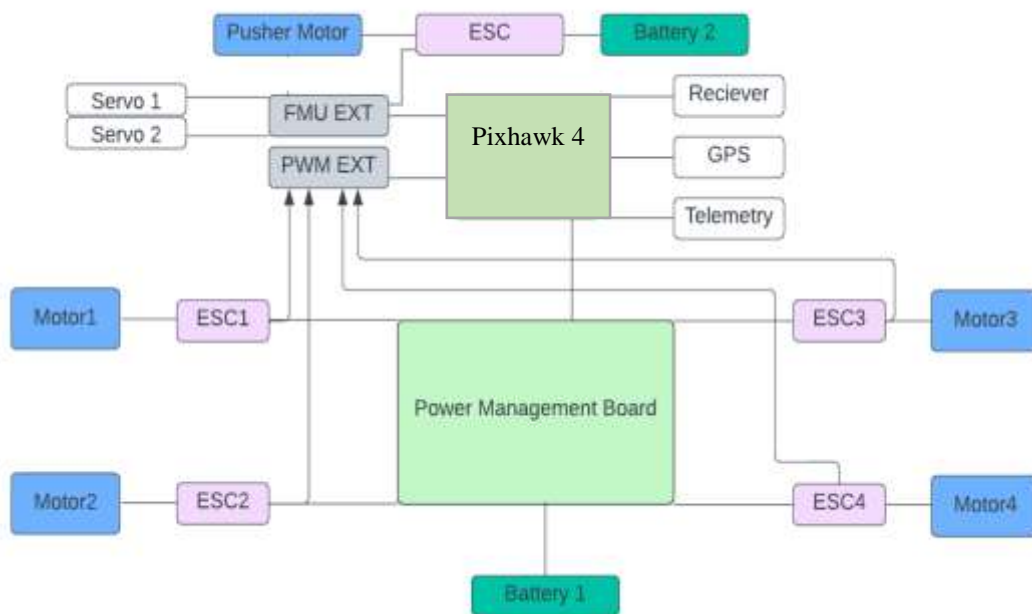 Pusher Motor
ESC
Battery 2
Servo 1
Servo 2
FMU EXT
PWM EXT
Pixhawk 4
Reciever
GPS
Telemetry
Motor1
ESC1
ESC3
Motor3
Power Management Board
Motor2
ESC2
ESC4
Motor4
Battery 1